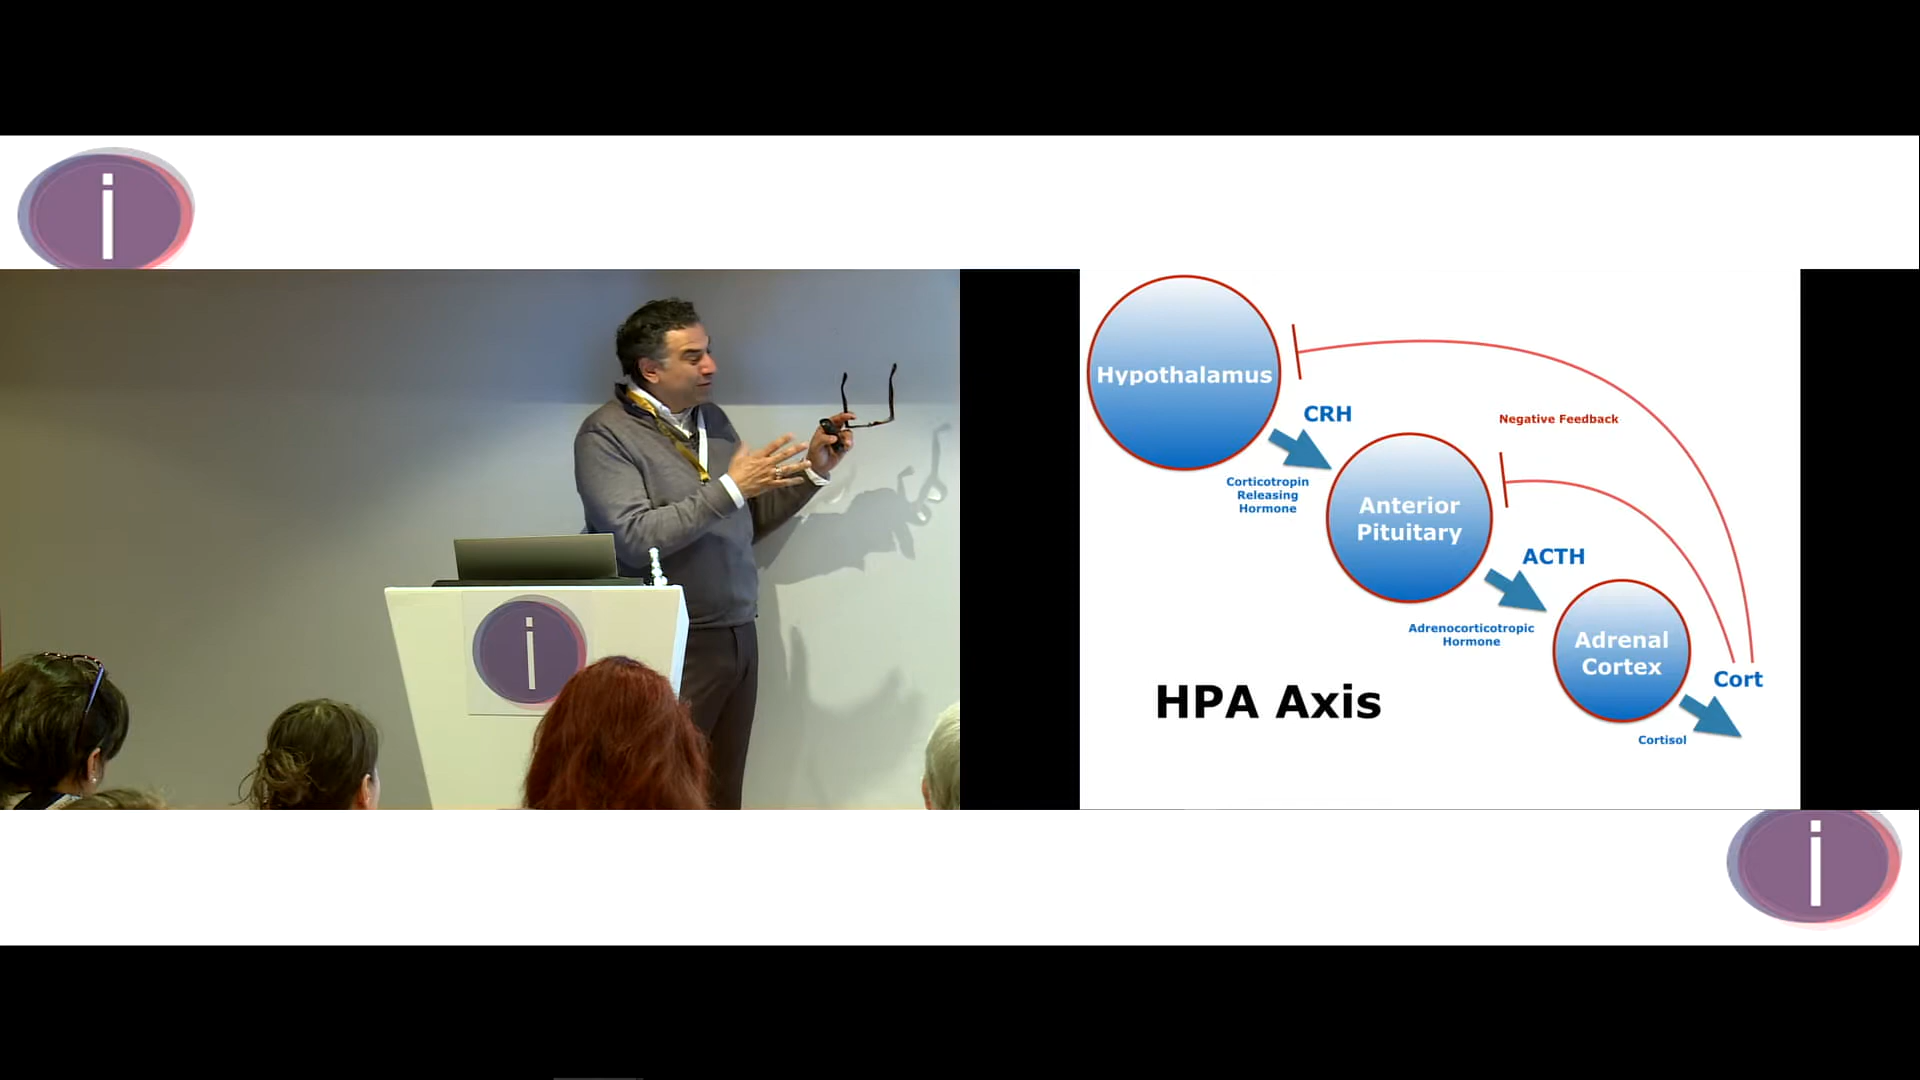 i
i
Hypothalamus
CRH
Corticotropin
Releasing
Hormone
Negative Feedback
Anterior
Pituitary
ACTH
Adrenocorticotropic
Hormone
Adrenal
Cortex
Cort
Cortisol
HPA Axis
i